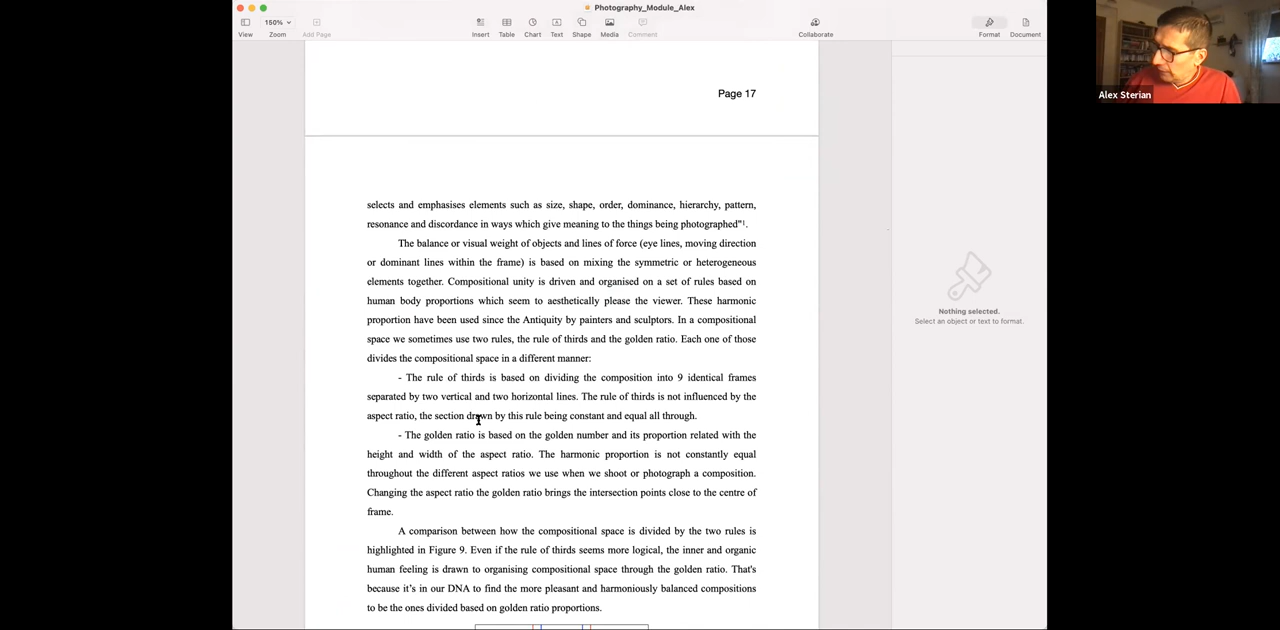 Photography_Module_Alex
150%
View
Zoom
Add Page
Insert
Table
Chart
Text
Shape
Media
Comment
Collaborate
Format
Document
Alex Sterian
Page 17
selects and emphasises elements such as size, shape, order, dominance, hierarchy, pattern,
resonance and discordance in ways which give meaning to the things being photographed"¹.
The balance or visual weight of objects and lines of force (eye lines, moving direction
or dominant lines within the frame) is based on mixing the symmetric or heterogeneous
elements together. Compositional unity is driven and organised on a set of rules based on
human body proportions which seem to aesthetically please the viewer. These harmonic
proportion have been used since the Antiquity by painters and sculptors. In a compositional
space we sometimes use two rules, the rule of thirds and the golden ratio. Each one of those
divides the compositional space in a different manner:
- The rule of thirds is based on dividing the composition into 9 identical frames
separated by two vertical and two horizontal lines. The rule of thirds is not influenced by the
aspect ratio, the section drawn by this rule being constant and equal all through.
- The golden ratio is based on the golden number and its proportion related with the
height and width of the aspect ratio. The harmonic proportion is not constantly equal
throughout the different aspect ratios we use when we shoot or photograph a composition.
Changing the aspect ratio the golden ratio brings the intersection points close to the centre of
frame.
A comparison between how the compositional space is divided by the two rules is
highlighted in Figure 9. Even if the rule of thirds seems more logical, the inner and organic
human feeling is drawn to organising compositional space through the golden ratio. That's
because it's in our DNA to find the more pleasant and harmoniously balanced compositions
to be the ones divided based on golden ratio proportions.
Nothing selected.
Select an object or text to format.